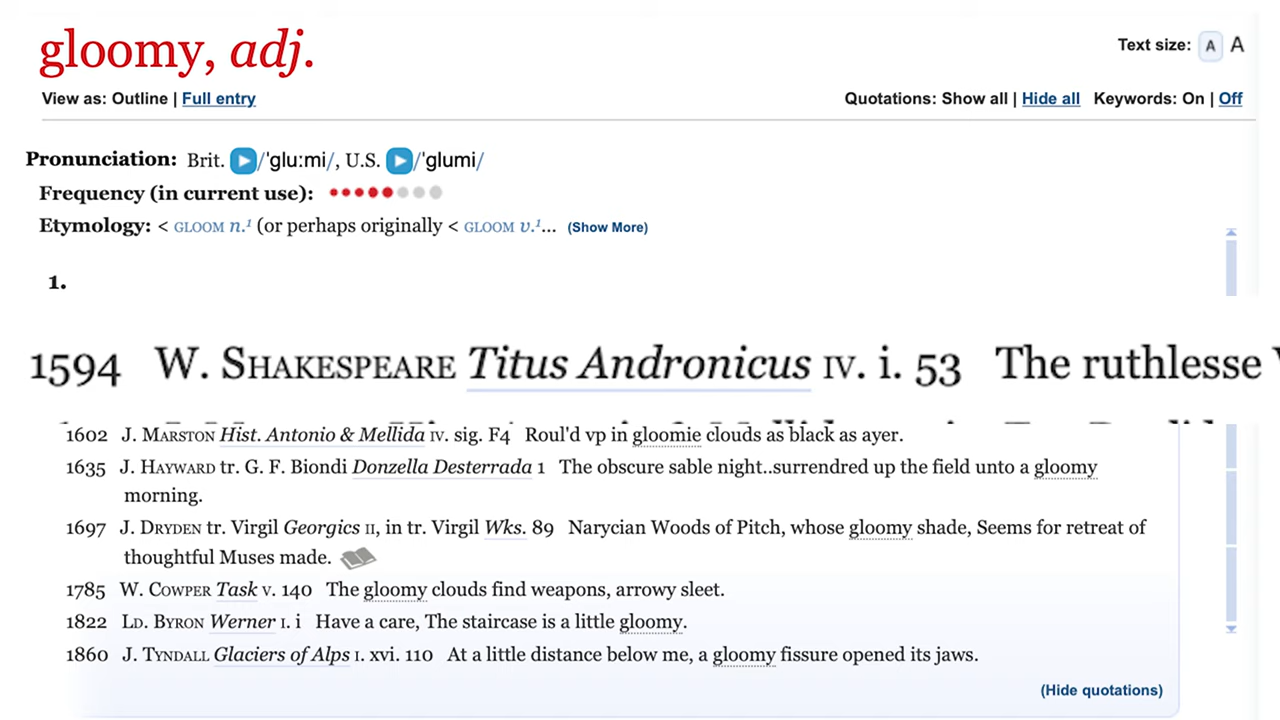 gloomy, adj.
Text size: A A
View as: Outline | Full entry
Quotations: Show all | Hide all Keywords: On | Off
Pronunciation: Brit. /ˈɡluːmi/, U.S. /ˈɡlumi/
Frequency (in current use):
Etymology: < GLOOM n.¹ (or perhaps originally < GLOOM v.¹... (Show More)
1.
1594 W. SHAKESPEARE Titus Andronicus IV. i. 53 The ruthlesse
1602 J. MARSTON Hist. Antonio & Mellida IV. sig. F4 Roul'd vp in gloomie clouds as black as ayer.
1635 J. HAYWARD tr. G. F. Biondi Donzella Desterrada 1 The obscure sable night..surrendred up the field unto a gloomy
morning.
1697 J. DRYDEN tr. Virgil Georgics II, in tr. Virgil Wks. 89 Narycian Woods of Pitch, whose gloomy shade, Seems for retreat of
thoughtful Muses made.
1785 W. COWPER Task V. 140 The gloomy clouds find weapons, arrowy sleet.
1822 LD. BYRON Werner I. i Have a care, The staircase is a little gloomy.
1860 J. TYNDALL Glaciers of Alps I. xvi. 110 At a little distance below me, a gloomy fissure opened its jaws.
(Hide quotations)